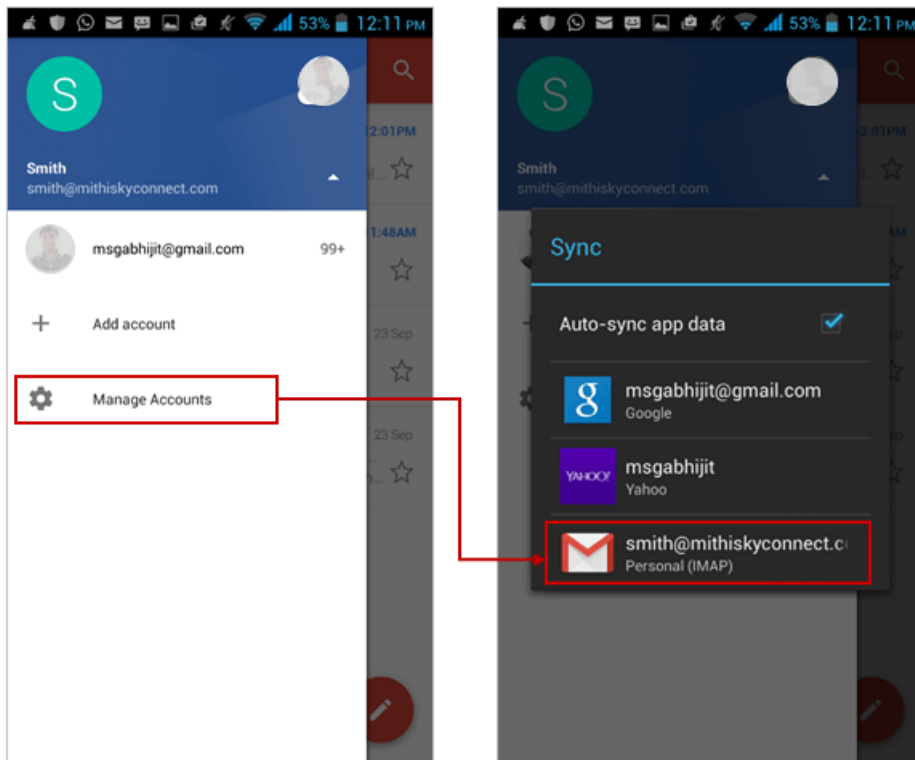 53% 12:11 PM
S
Smith
smith@mithiskyconnect.com
12:01PM
msgabhijit@gmail.com 99+
11:48AM
Add account
23 Sep
Manage Accounts
23 Sep
53% 12:11 PM
S
Smith
smith@mithiskyconnect.com
12:01PM
Sync
Auto-sync app data
g
msgabhijit@gmail.com
Google
YAHOO!
msgabhijit
Yahoo
smith@mithiskyconnect.c
Personal (IMAP)